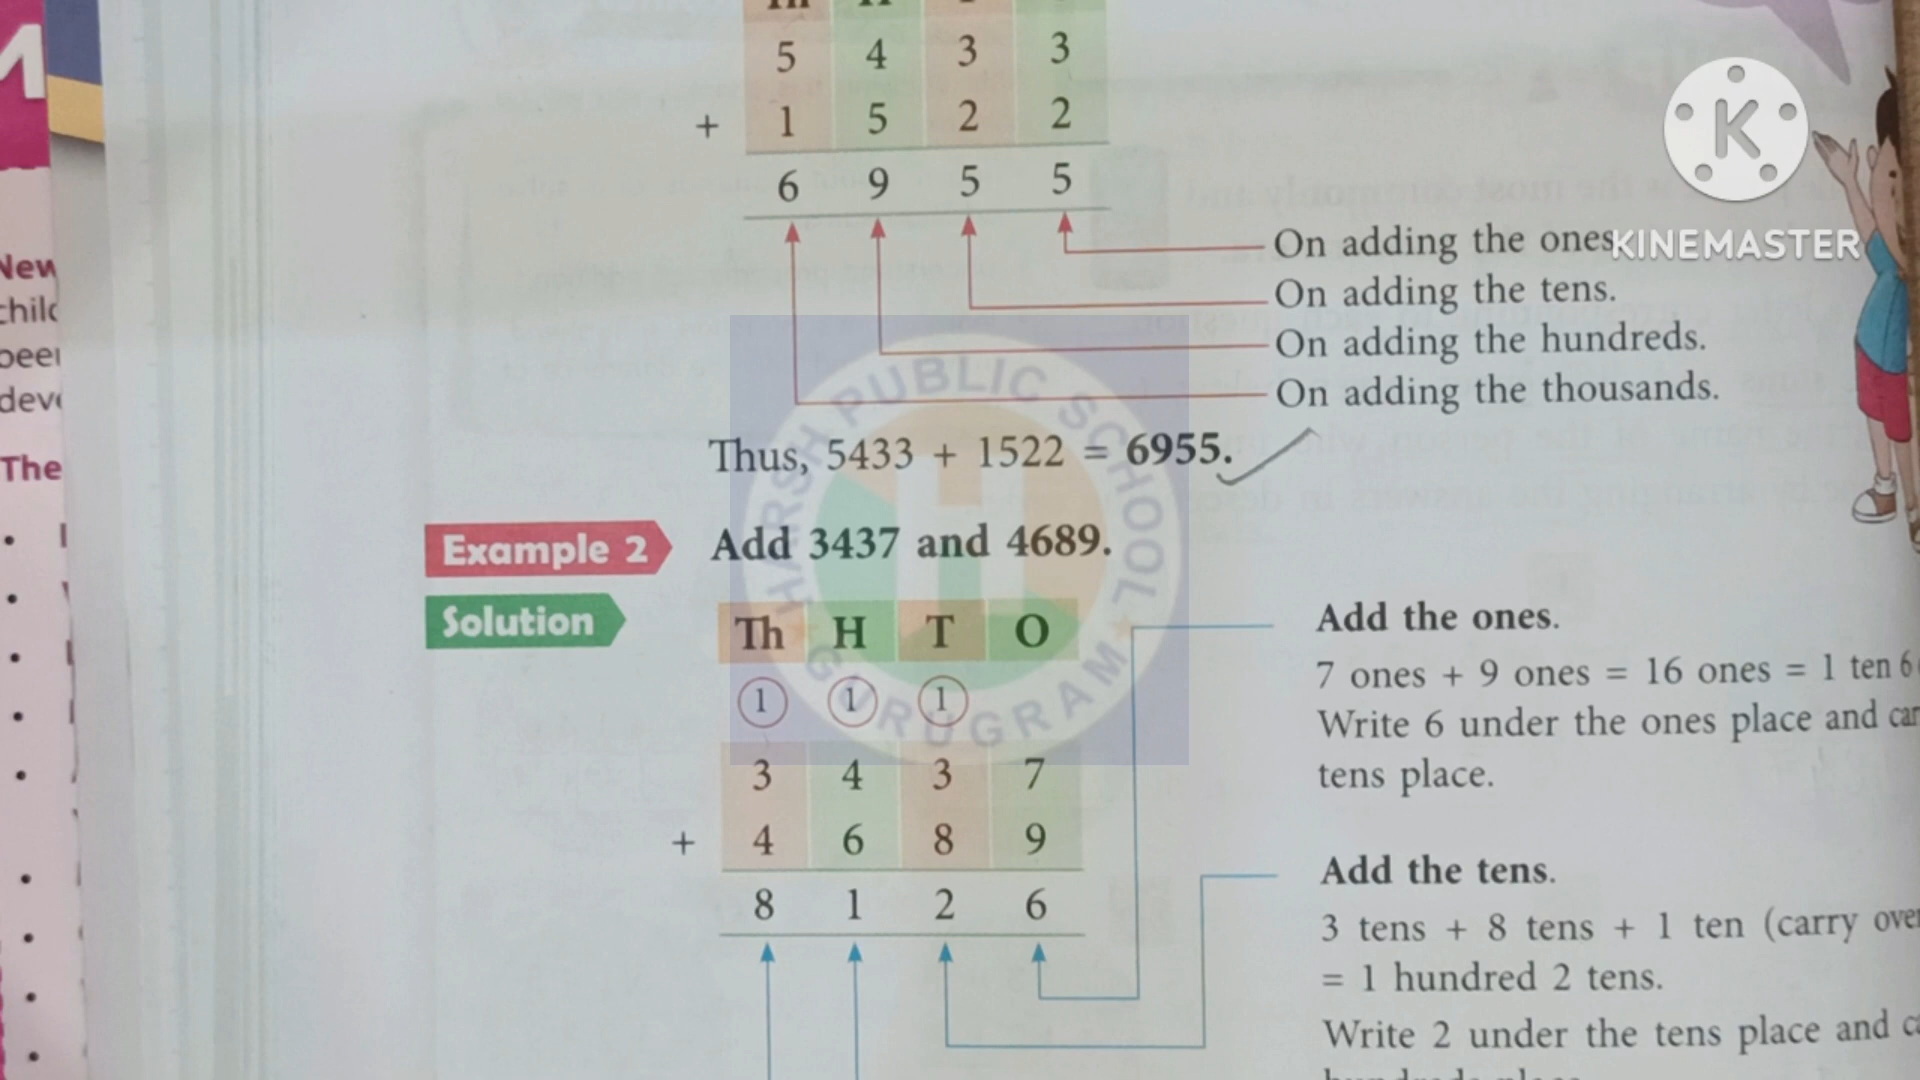 5 4 3 3
+ 1 5 2 2
6 9 5 5
On adding the ones
On adding the tens.
On adding the hundreds.
On adding the thousands.
KINEMASTER
Thus, 5433 + 1522 = 6955.
Example 2 Add 3437 and 4689.
Solution
Th H T O
1 1 1
3 4 3 7
+ 4 6 8 9
8 1 2 6
Add the ones.
7 ones + 9 ones = 16 ones = 1 ten 6
Write 6 under the ones place and
tens place.
Add the tens.
3 tens + 8 tens + 1 ten (carry over
= 1 hundred 2 tens.
Write 2 under the tens place and
HARSH PUBLIC SCHOOL
GURUGRAM
New
The